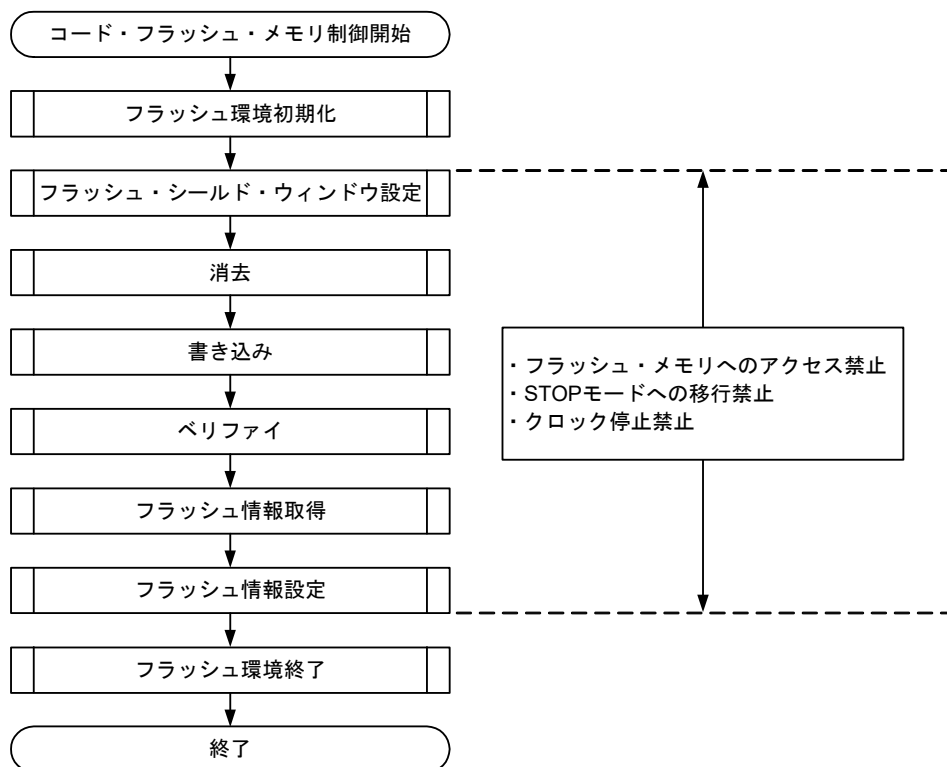 コード・フラッシュ・メモリ制御開始
フラッシュ環境初期化
フラッシュ・シールド・ウィンドウ設定
消去
書き込み
ベリファイ
フラッシュ情報取得
フラッシュ情報設定
フラッシュ環境終了
終了
・フラッシュ・メモリへのアクセス禁止
・STOPモードへの移行禁止
・クロック停止禁止